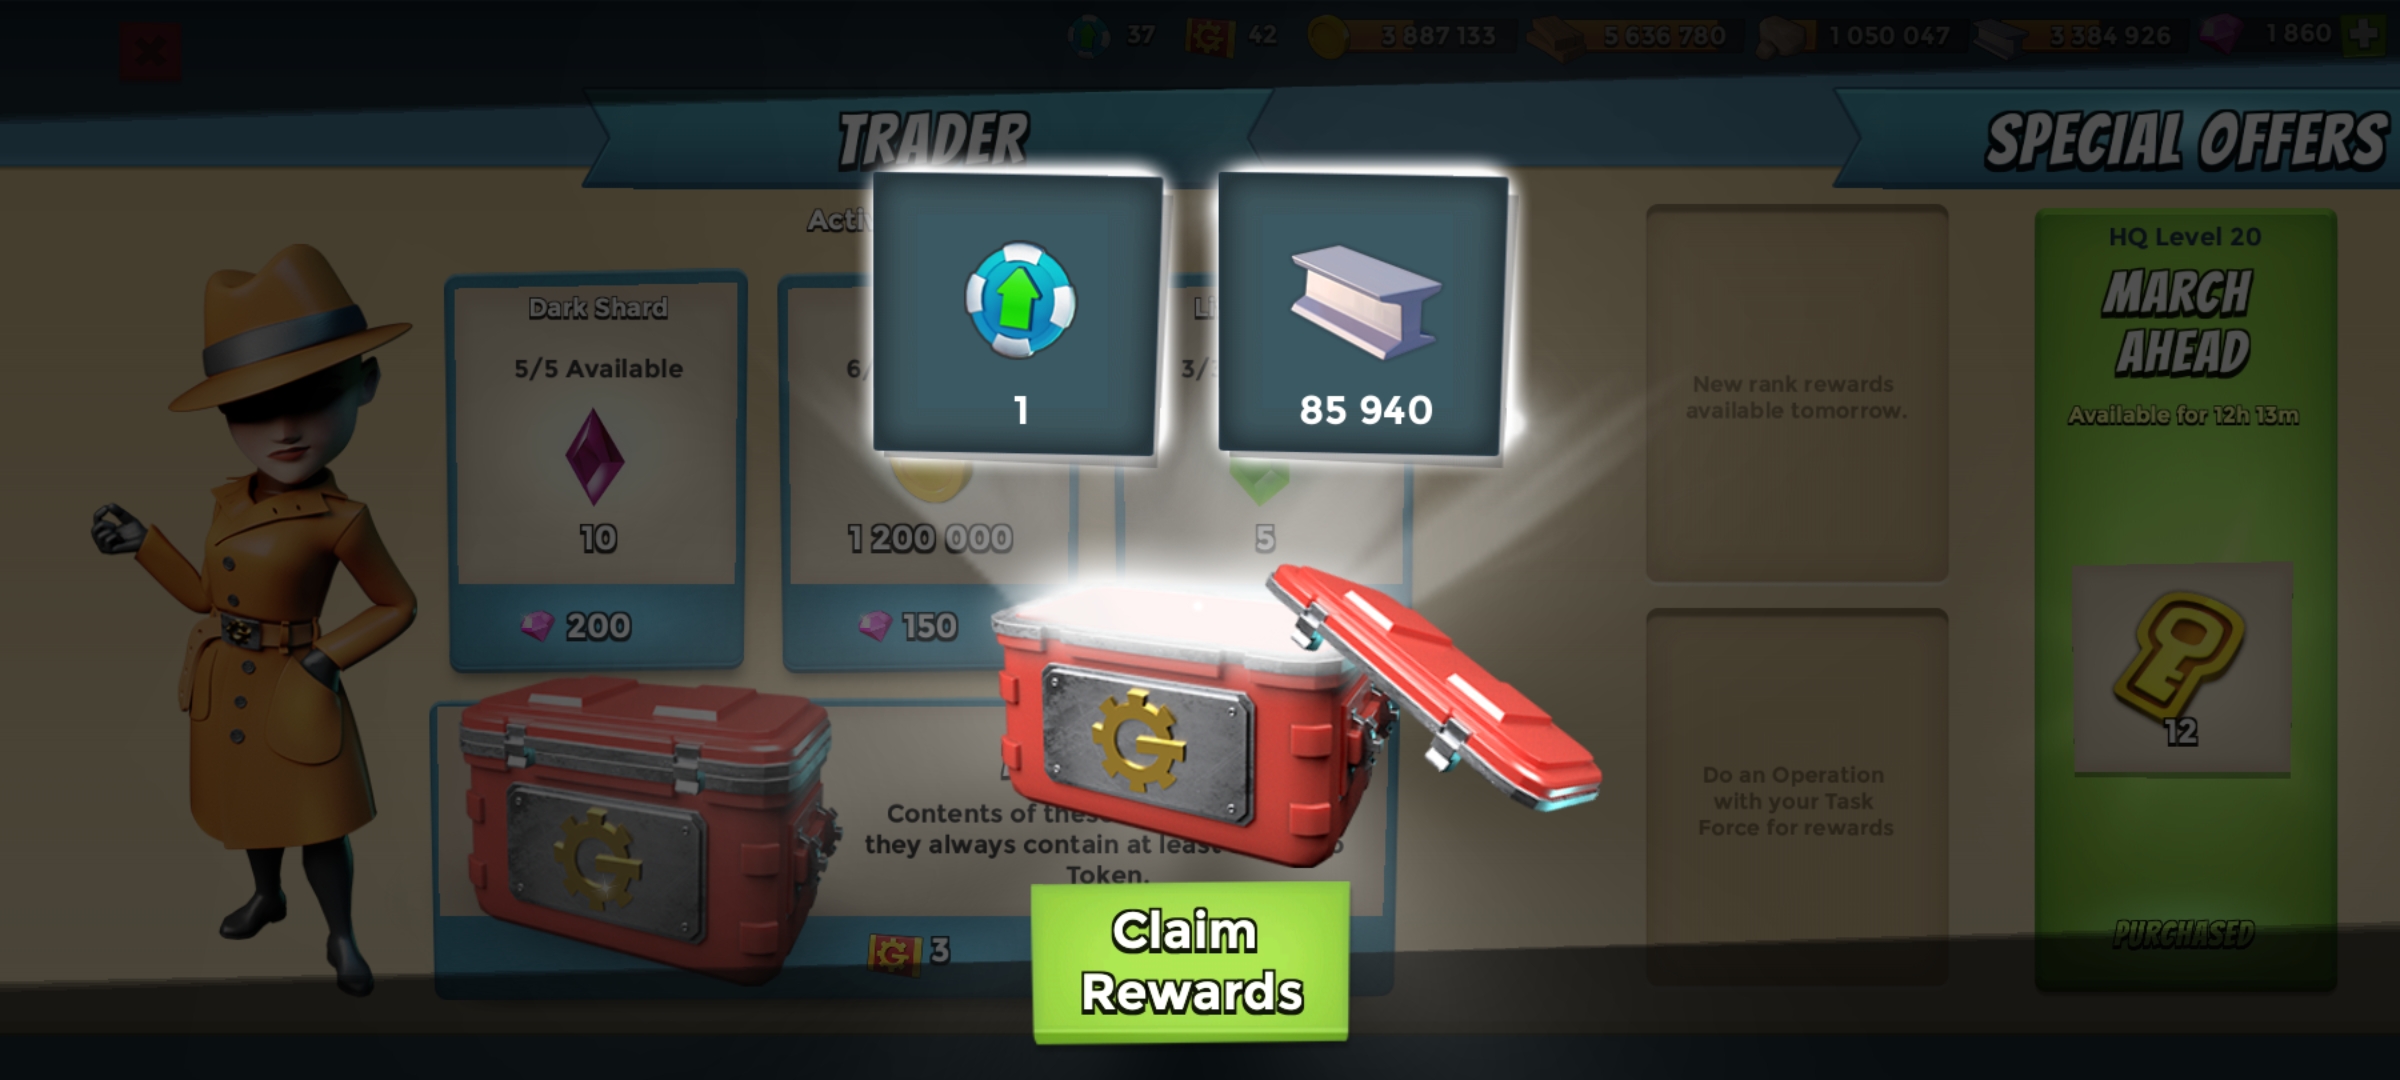 37
42
3 887 133
5 636 780
1 050 047
3 384 926
1 860
TRADER
SPECIAL OFFERS
Dark Shard
5/5 Available
10
200
6/
1 200 000
150
3/
5
1
85 940
New rank rewards
available tomorrow.
Do an Operation
with your Task
Force for rewards
HQ Level 20
MARCH
AHEAD
Available for 12h 13m
12
PURCHASED
Contents of these
they always contain at least
Token.
3
Claim
Rewards